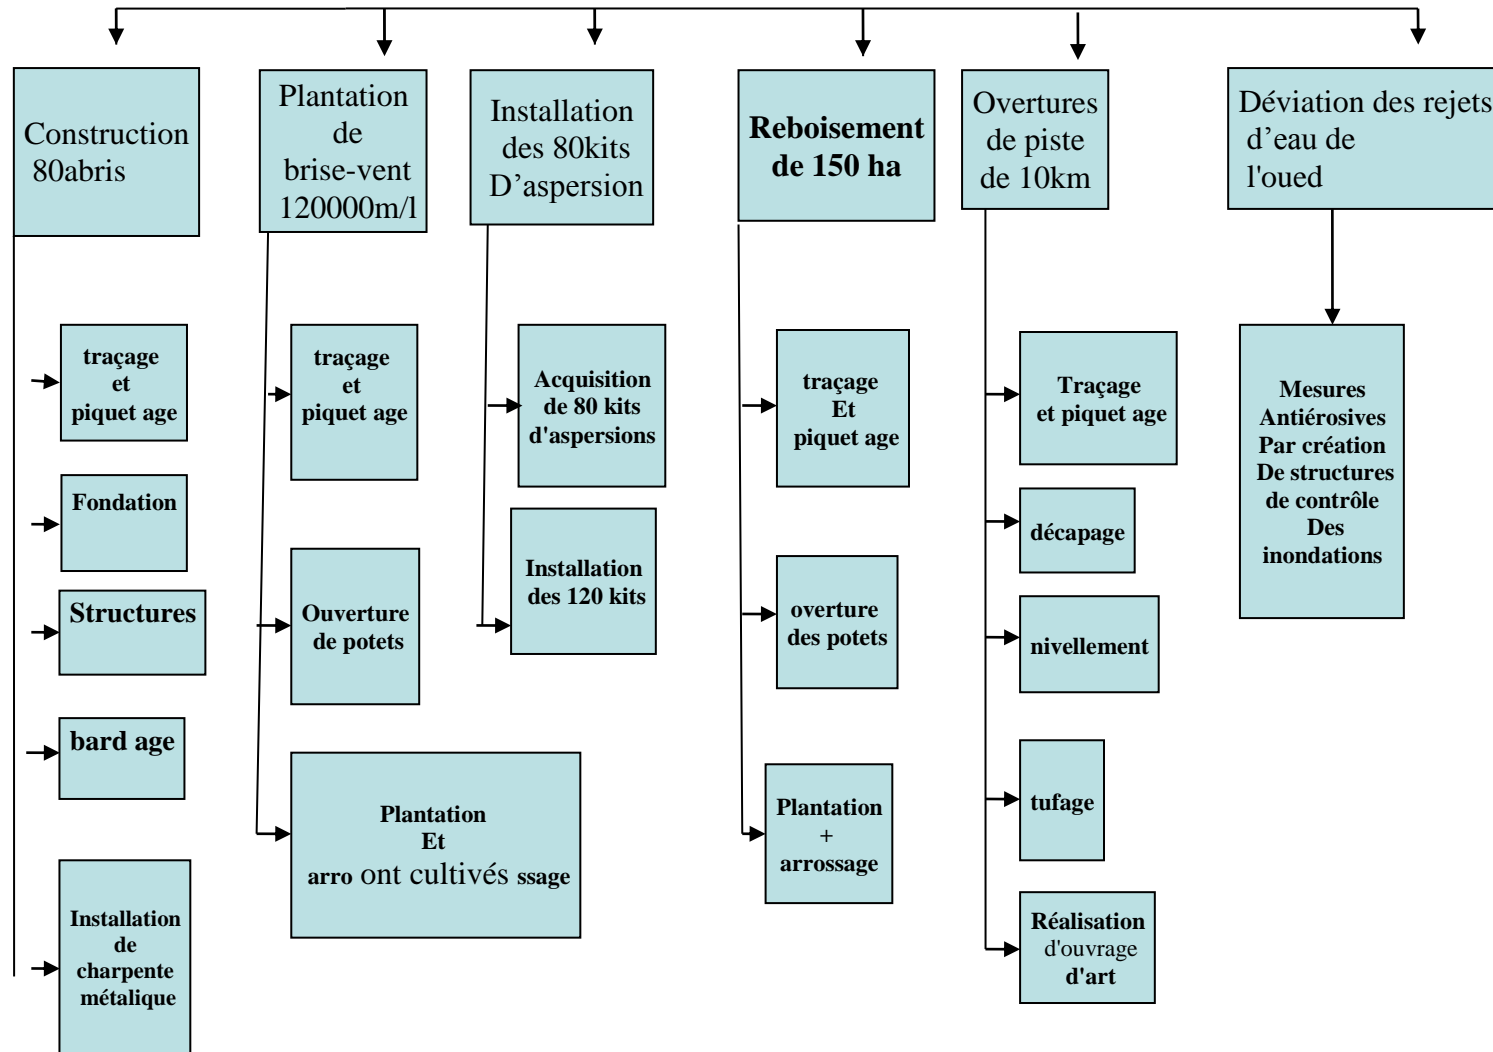 Construction
80abris
Plantation
de
brise-vent
120000m/l
Installation
des 80kits
D’aspersion
Reboisement
de 150 ha
Overtures
de piste
de 10km
Déviation des rejets
d’eau de
l'oued
traçage
et
piquet age
Fondation
Structures
bard age
Installation
de
charpente
métalique
traçage
et
piquet age
Ouverture
de potets
Plantation
Et
arro ont cultivés ssage
Acquisition
de 80 kits
d'aspersions
Installation
des 120 kits
traçage
Et
piquet age
overture
des potets
Plantation
+
arrossage
Traçage
et piquet age
décapage
nivellement
tufage
Réalisation
d'ouvrage
d'art
Mesures
Antiérosives
Par création
De structures
de contrôle
Des
inondations